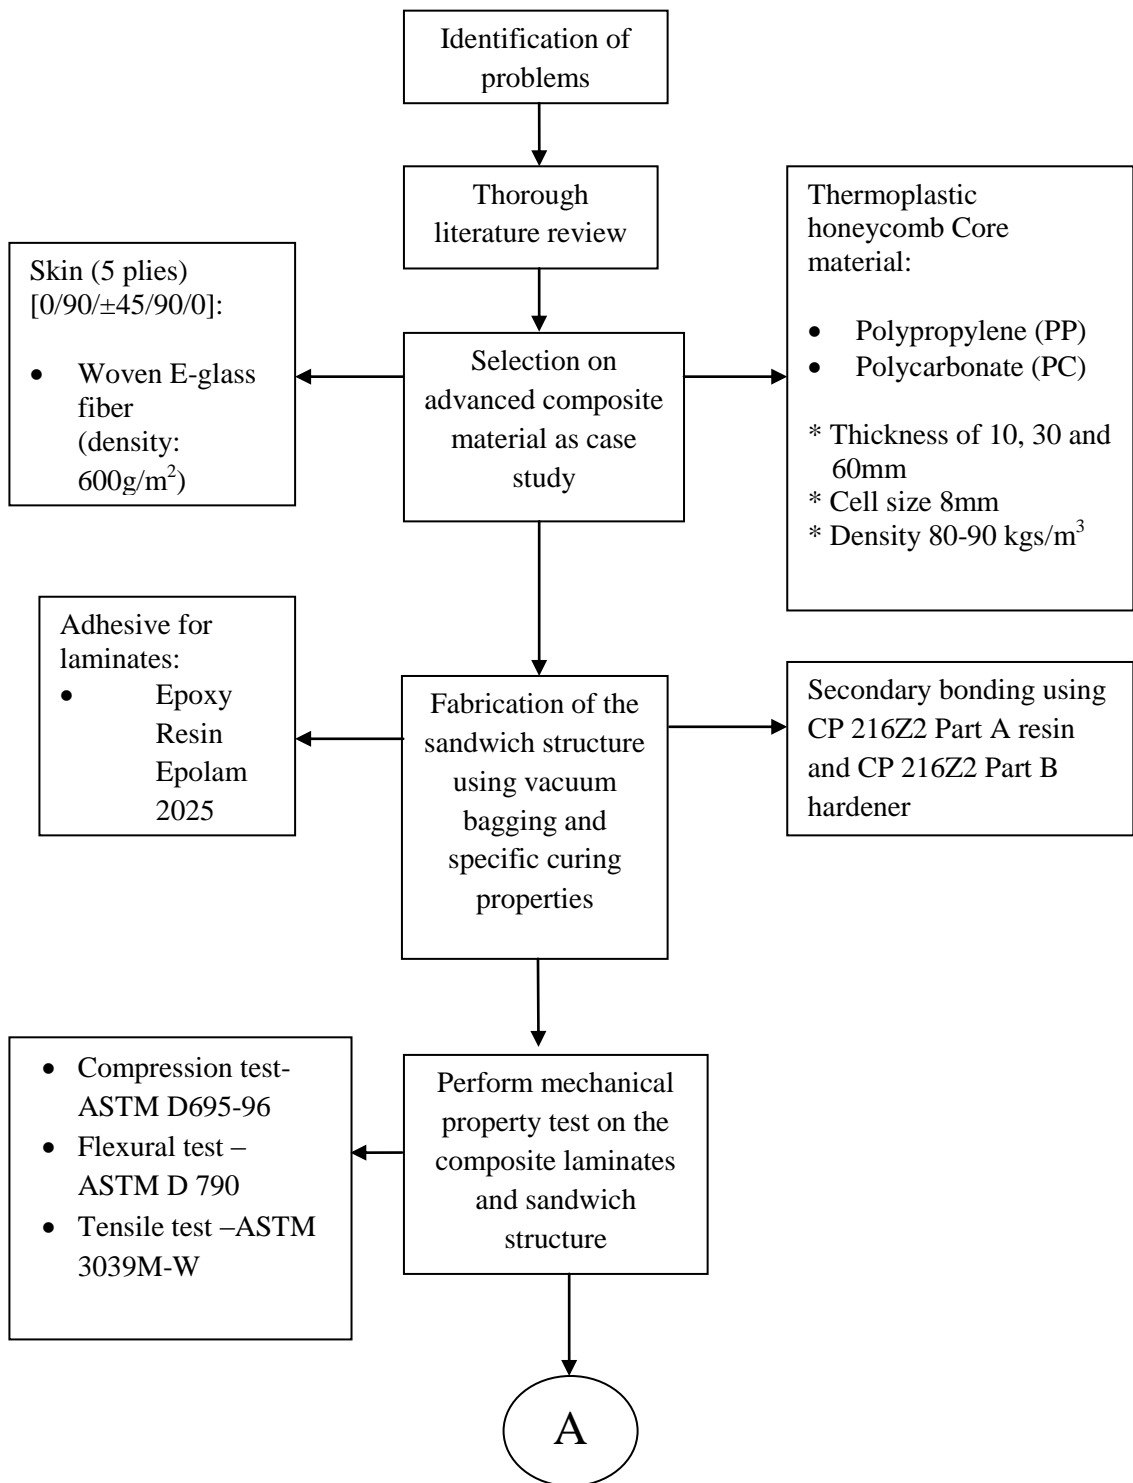 Identification of
problems
Thorough
literature review
Thermoplastic
honeycomb Core
material:
• Polypropylene (PP)
• Polycarbonate (PC)
* Thickness of 10, 30 and
60mm
* Cell size 8mm
* Density 80-90 kgs/m³
Skin (5 plies)
[0/90/±45/90/0]:
• Woven E-glass
fiber
(density:
600g/m²)
Selection on
advanced composite
material as case
study
Adhesive for
laminates:
• Epoxy
Resin
Epolam
2025
Fabrication of the
sandwich structure
using vacuum
bagging and
specific curing
properties
Secondary bonding using
CP 216Z2 Part A resin
and CP 216Z2 Part B
hardener
• Compression test-
ASTM D695-96
• Flexural test –
ASTM D 790
• Tensile test –ASTM
3039M-W
Perform mechanical
property test on the
composite laminates
and sandwich
structure
A